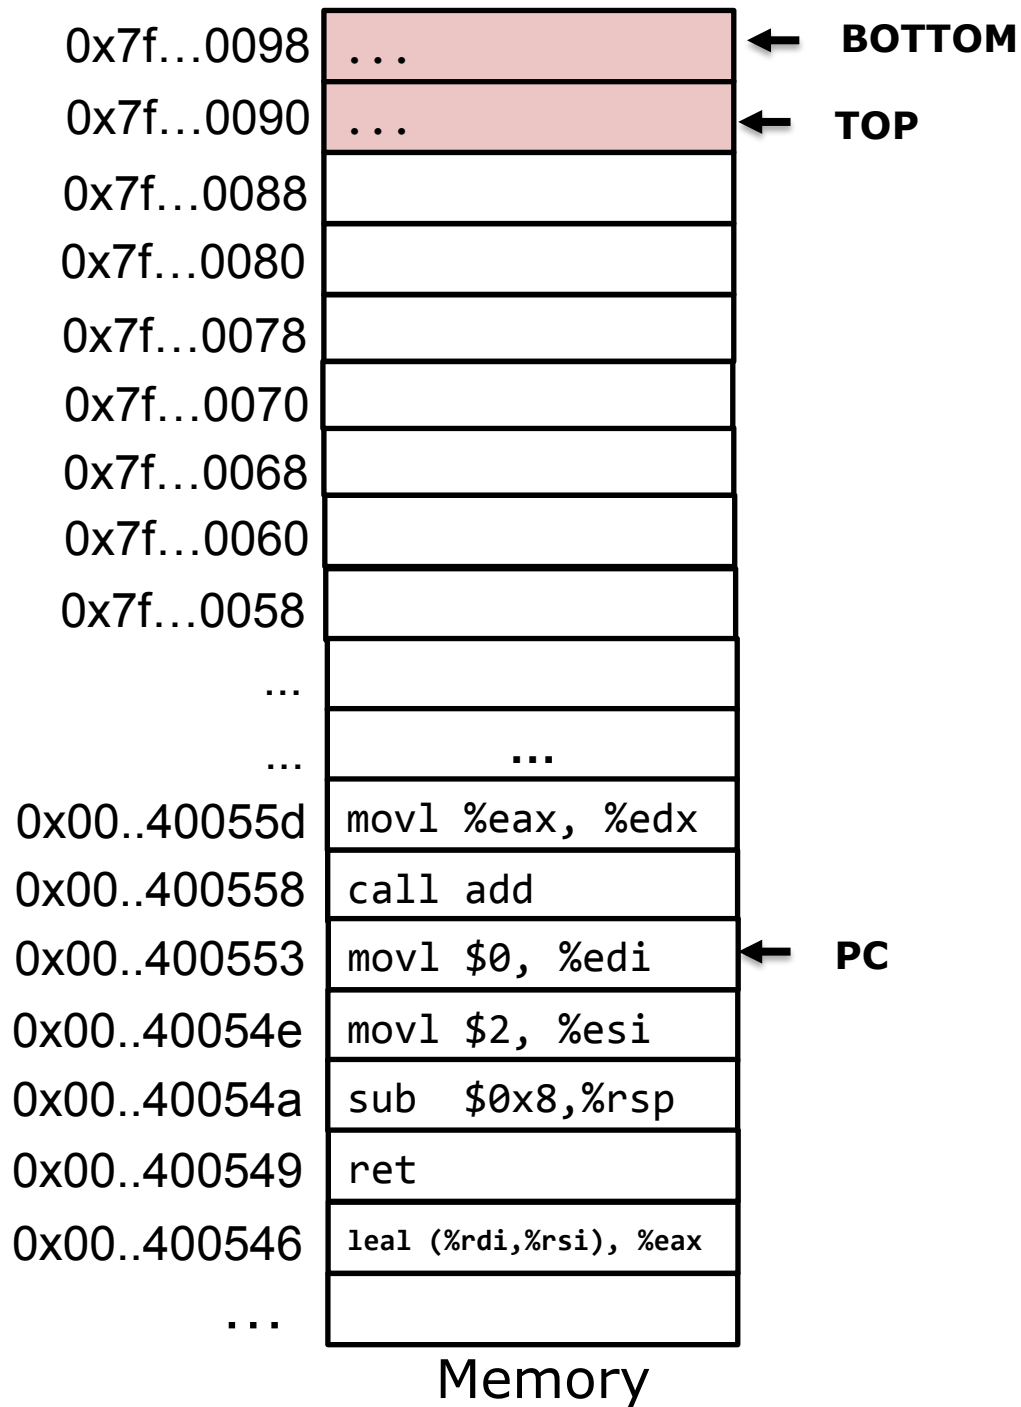 0x7f…0098 ... BOTTOM
0x7f…0090 ... TOP
0x7f…0088
0x7f…0080
0x7f…0078
0x7f…0070
0x7f…0068
0x7f…0060
0x7f…0058
...
... ...
0x00..40055d movl %eax, %edx
0x00..400558 call add
0x00..400553 movl $0, %edi PC
0x00..40054e movl $2, %esi
0x00..40054a sub $0x8,%rsp
0x00..400549 ret
0x00..400546 leal (%rdi,%rsi), %eax
...
Memory